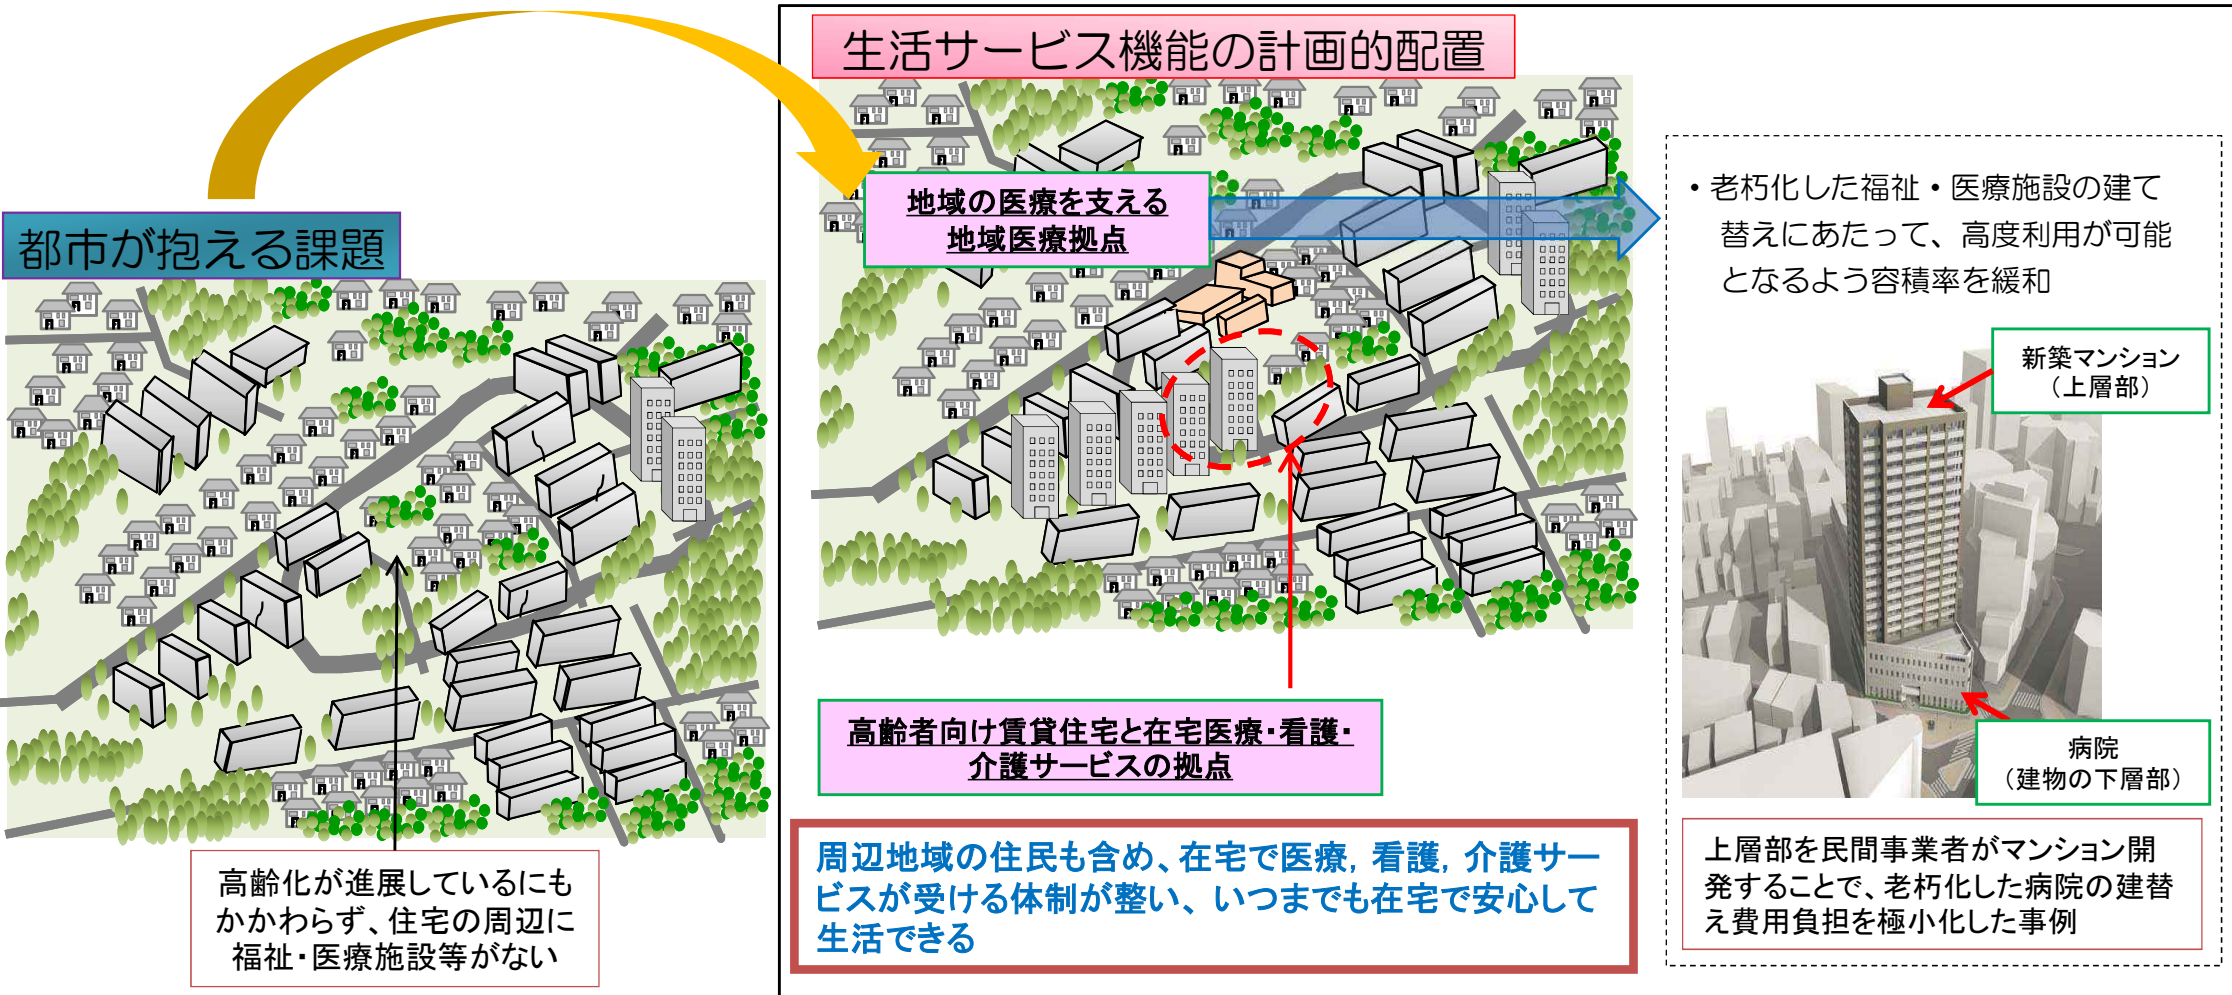 生活サービス機能の計画的配置
都市が抱える課題
地域の医療を支える
地域医療拠点
・老朽化した福祉・医療施設の建て
替えにあたって、高度利用が可能
となるよう容積率を緩和
新築マンション
（上層部）
病院
（建物の下層部）
高齢者向け賃貸住宅と在宅医療・看護・
介護サービスの拠点
高齢化が進展しているにも
かかわらず、住宅の周辺に
福祉・医療施設等がない
周辺地域の住民も含め、在宅で医療, 看護, 介護サー
ビスが受ける体制が整い、いつまでも在宅で安心して
生活できる
上層部を民間事業者がマンション開
発することで、老朽化した病院の建替
え費用負担を極小化した事例